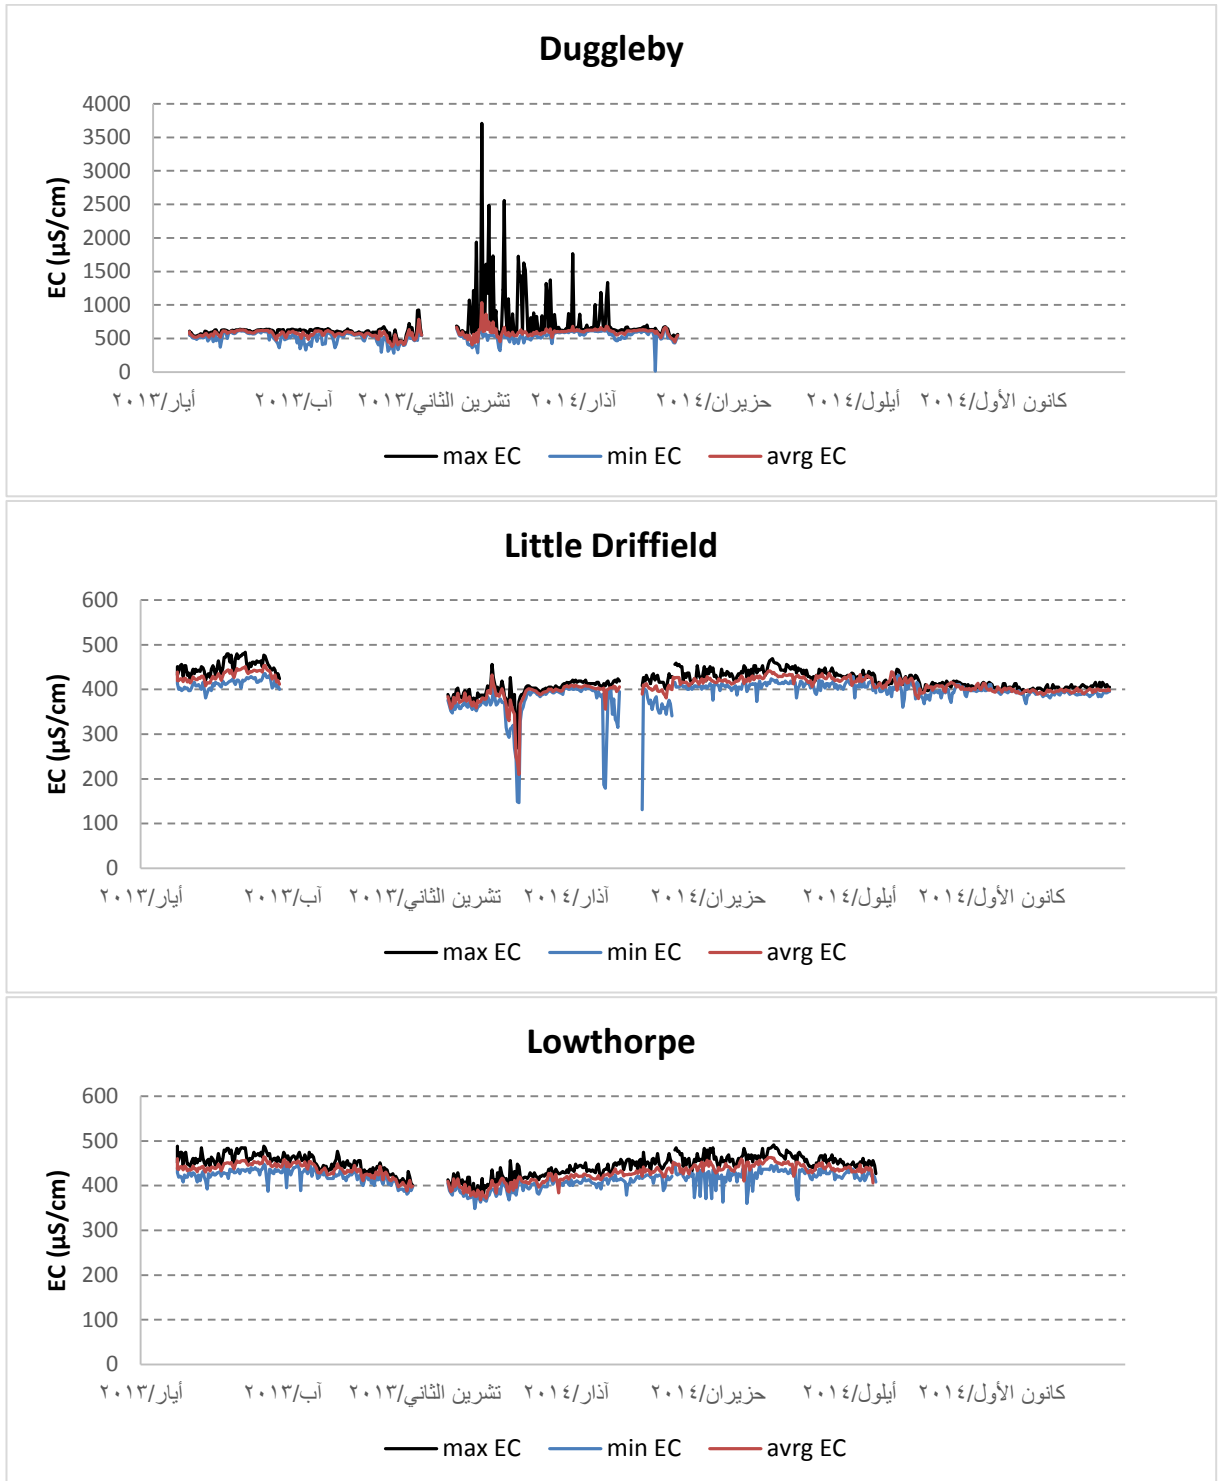 Duggleby
4000
3500
3000
2500
2000
1500
1000
500
0
EC (µS/cm)
أيار/٢٠١٣ آب/٢٠١٣ تشرين الثاني/٢٠١٣ آذار/٢٠١٤ حزيران/٢٠١٤ أيلول/٢٠١٤ كانون الأول/٢٠١٤
max EC min EC avrg EC
Little Driffield
600
500
400
300
200
100
0
EC (µS/cm)
أيار/٢٠١٣ آب/٢٠١٣ تشرين الثاني/٢٠١٣ آذار/٢٠١٤ حزيران/٢٠١٤ أيلول/٢٠١٤ كانون الأول/٢٠١٤
max EC min EC avrg EC
Lowthorpe
600
500
400
300
200
100
0
EC (µS/cm)
أيار/٢٠١٣ آب/٢٠١٣ تشرين الثاني/٢٠١٣ آذار/٢٠١٤ حزيران/٢٠١٤ أيلول/٢٠١٤ كانون الأول/٢٠١٤
max EC min EC avrg EC